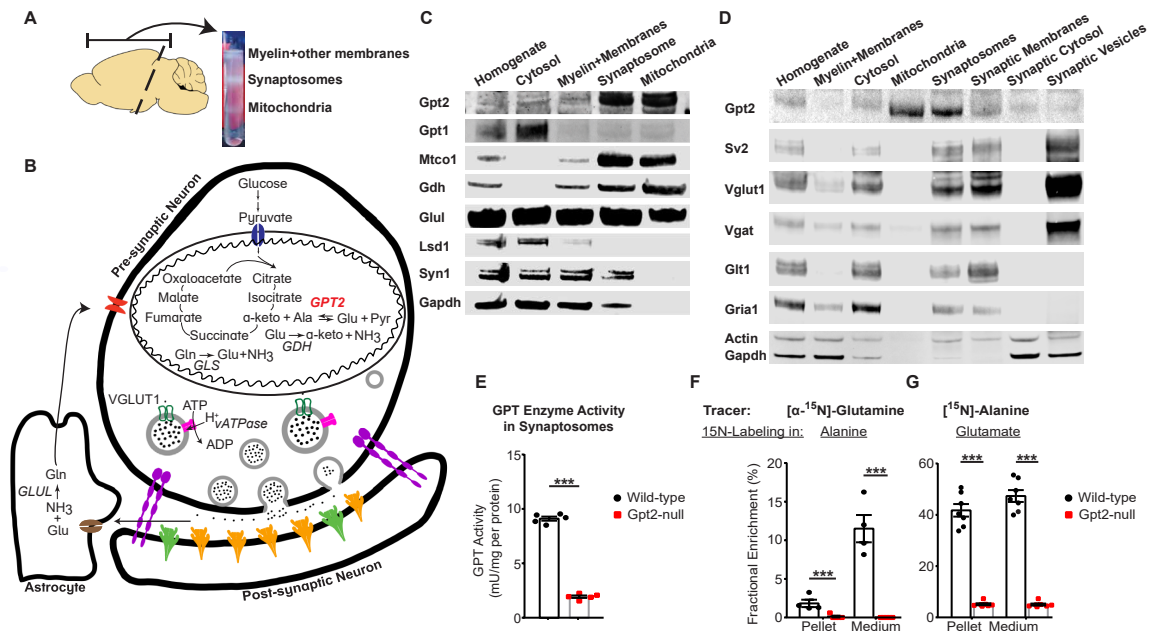 A
Myelin+other membranes
Synaptosomes
Mitochondria
B
Pre-synaptic Neuron
Glucose
Pyruvate
Oxaloacetate
Citrate
Malate
Isocitrate
GPT2
Fumarate
α-keto + Ala ⇌ Glu + Pyr
Succinate
Glu → α-keto + NH3
GDH
Gln → Glu+NH3
GLS
VGLUT1
ATP
H+
vATPase
ADP
Gln
GLUL
NH3
+
Glu
Astrocyte
Post-synaptic Neuron
C
Homogenate
Cytosol
Myelin+Membranes
Synaptosome
Mitochondria
Gpt2
Gpt1
Mtco1
Gdh
Glul
Lsd1
Syn1
Gapdh
D
Homogenate
Myelin+Membranes
Cytosol
Mitochondria
Synaptosomes
Synaptic Membranes
Synaptic Cytosol
Synaptic Vesicles
Gpt2
Sv2
Vglut1
Vgat
Glt1
Gria1
Actin
Gapdh
E
GPT Enzyme Activity
in Synaptosomes
GPT Activity
(mU/mg per protein)
15
10
5
0
***
Wild-type
Gpt2-null
F
Tracer: [α-¹⁵N]-Glutamine
15N-Labeling in: Alanine
Fractional Enrichment (%)
20
15
10
5
0
***
***
Pellet Medium
G
[¹⁵N]-Alanine
Glutamate
60
40
20
0
***
***
Pellet Medium
Wild-type
Gpt2-null